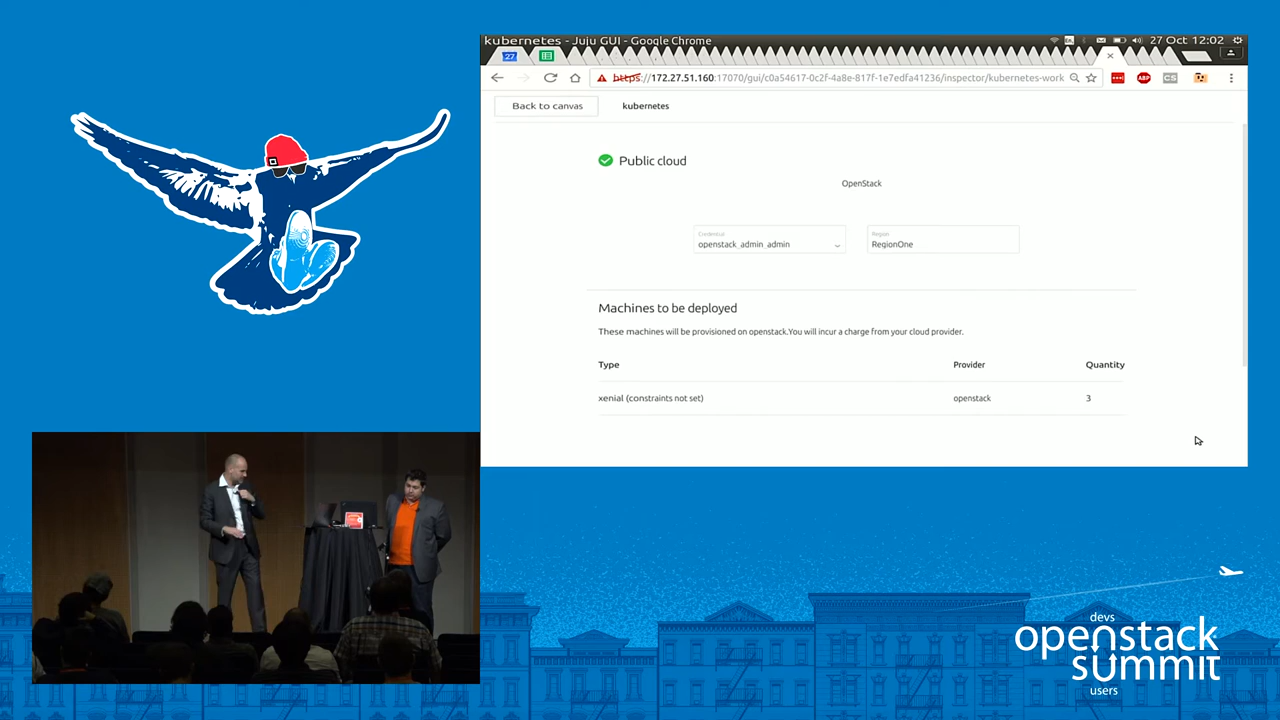 kubernetes - Juju GUI - Google Chrome
27 Oct 12:02
27
https://172.27.51.160:17070/gui/c0a54617-0c2f-4a8e-817f-1e7edfa41236/inspector/kubernetes-work
ABP
CS
Back to canvas
kubernetes
Public cloud
OpenStack
Credential
openstack_admin_admin
Region
RegionOne
Machines to be deployed
These machines will be provisioned on openstack.You will incur a charge from your cloud provider.
Type Provider Quantity
xenial (constraints not set) openstack 3
devs
openstack
summit
users